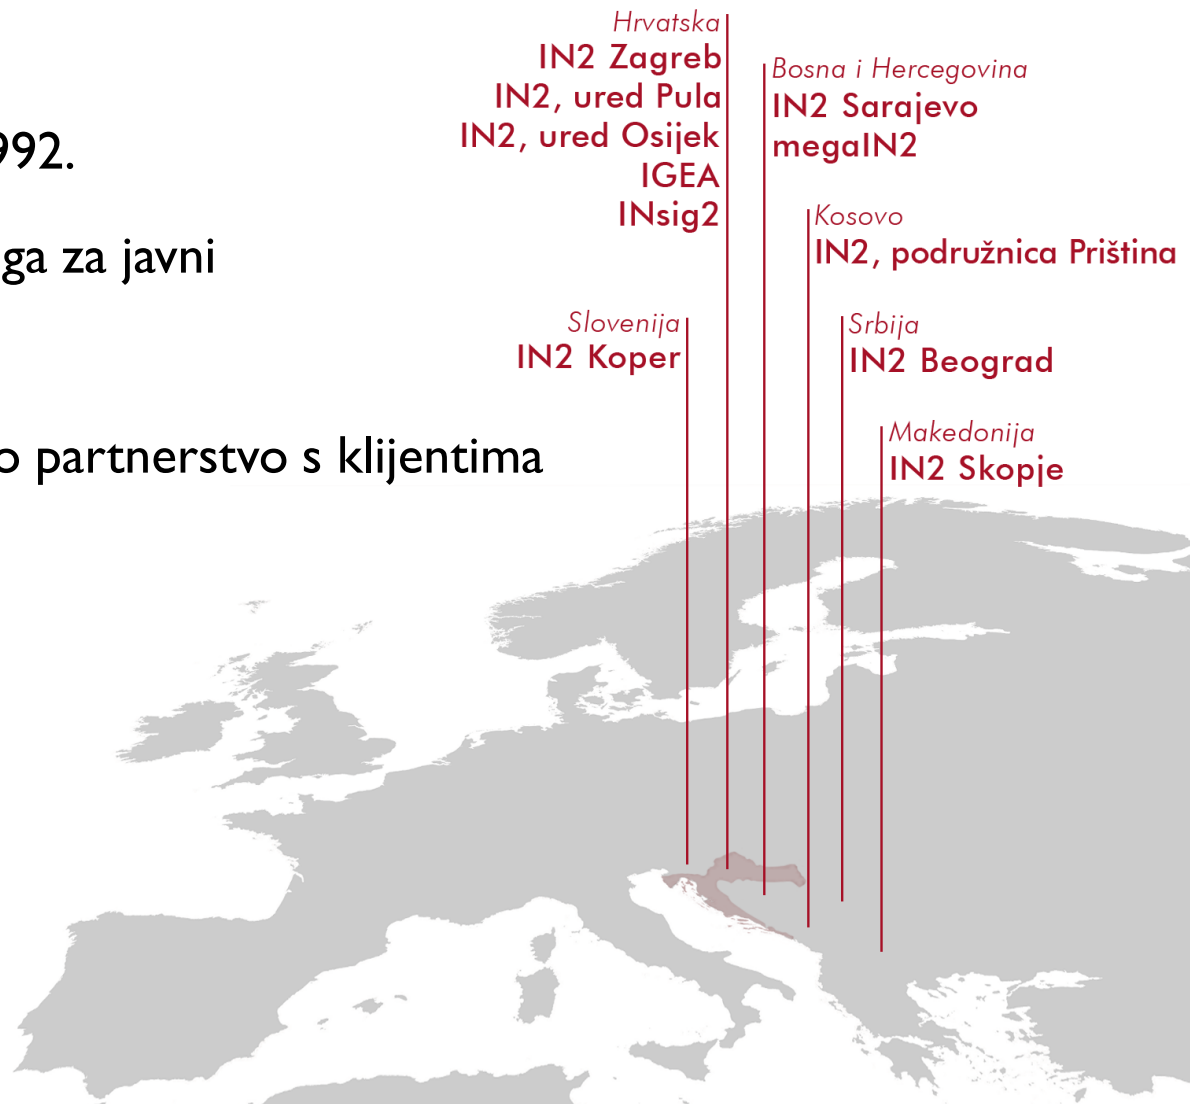 Hrvatska
IN2 Zagreb
IN2, ured Pula
IN2, ured Osijek
IGEA
INsig2
Bosna i Hercegovina
IN2 Sarajevo
megaIN2
992.
Kosovo
IN2, podružnica Priština
ga za javni
Slovenija
IN2 Koper
Srbija
IN2 Beograd
Makedonija
IN2 Skopje
o partnerstvo s klijentima